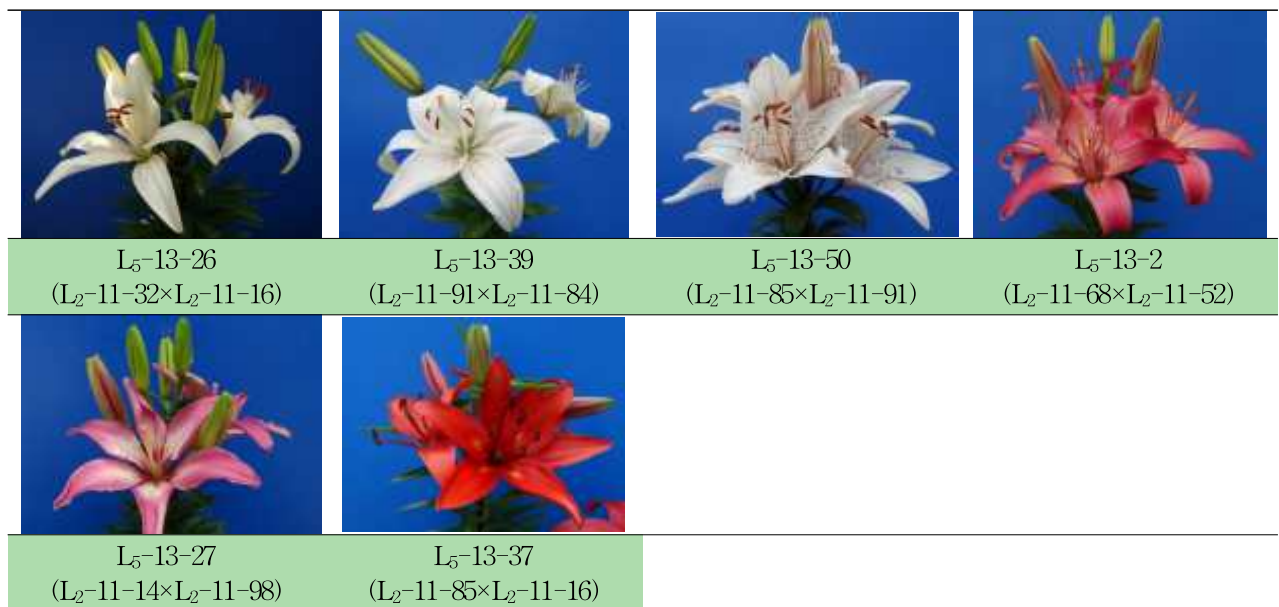 L₅-13-26
(L₂-11-32×L₂-11-16)
L₅-13-39
(L₂-11-91×L₂-11-84)
L₅-13-50
(L₂-11-85×L₂-11-91)
L₅-13-2
(L₂-11-68×L₂-11-52)
L₅-13-27
(L₂-11-14×L₂-11-98)
L₅-13-37
(L₂-11-85×L₂-11-16)